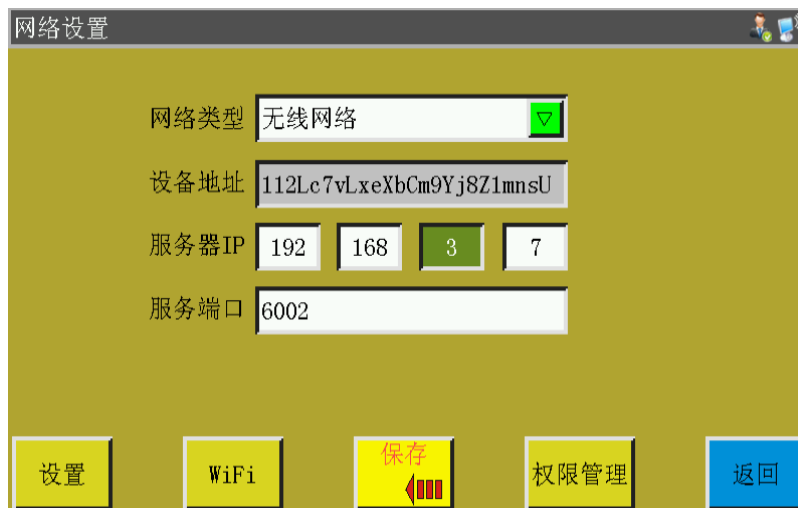 网络设置
网络类型 无线网络
设备地址 112Lc7vLxeXbCm9Yj8Z1mnsU
服务器IP 192 168 3 7
服务端口 6002
设置 WiFi 保存 权限管理 返回